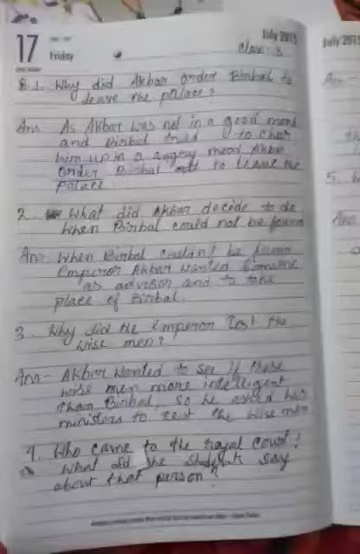 17
Friday
July 2015
Class: 3
Q.1. Why did Akbar order Birbal to
leave the palace?
Ans As Akbar was not in a good mood
and Birbal tried to cheer
him up in a angry mood Akbar
order Birbal to leave the
palace.
2. What did Akbar decide to do
when Birbal could not be found
Ans- When Birbal couldn't be found
Emperor Akbar wanted someone
as advisor and to take
place of Birbal.
3. Why did the Emperor test the
wise men?
Ans- Akbar wanted to see if these
wise men more intelligent
than Birbal so he asked his
ministers to test the wise men
4. Who came to the royal court?
What did the say
about that person?
July 2015
Ans
5.
Ans